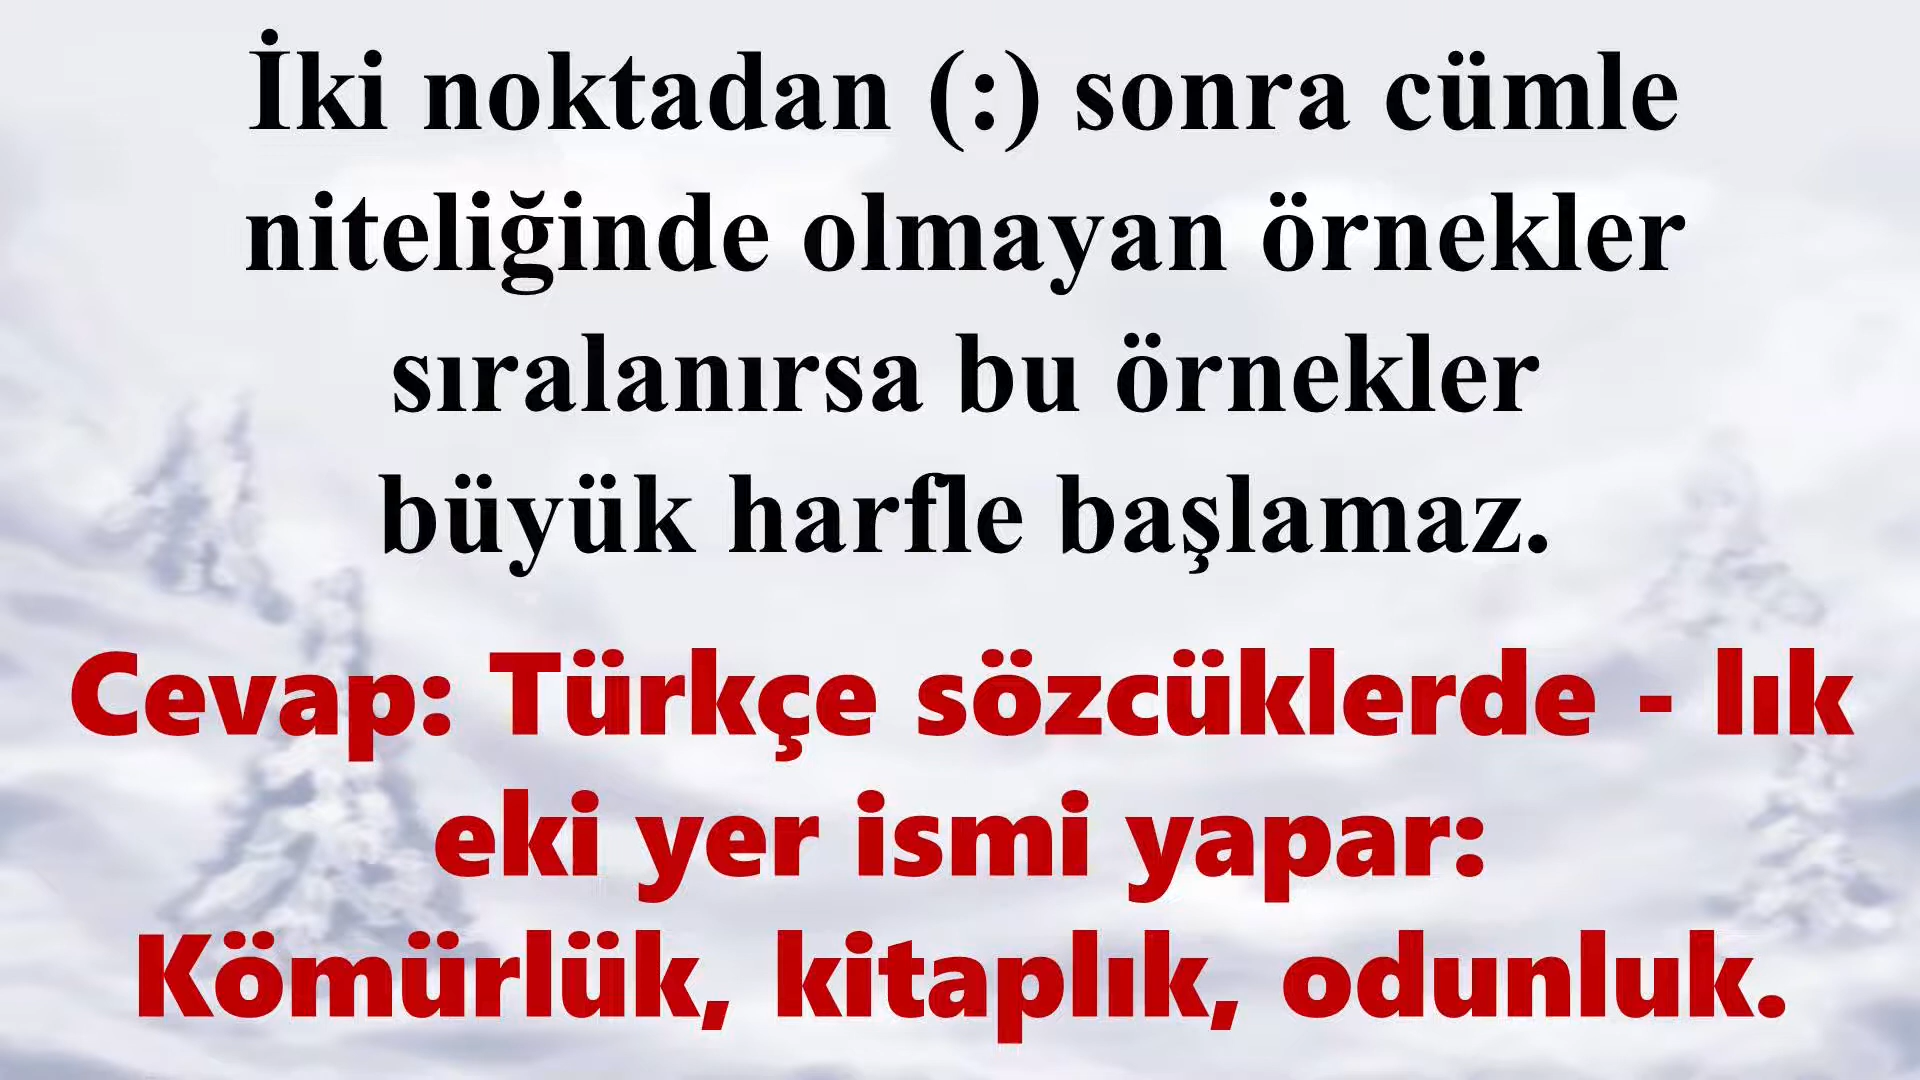 İki noktadan (:) sonra cümle
niteliğinde olmayan örnekler
sıralanırsa bu örnekler
büyük harfle başlamaz.
Cevap: Türkçe sözcüklerde - lık
eki yer ismi yapar:
Kömürlük, kitaplık, odunluk.